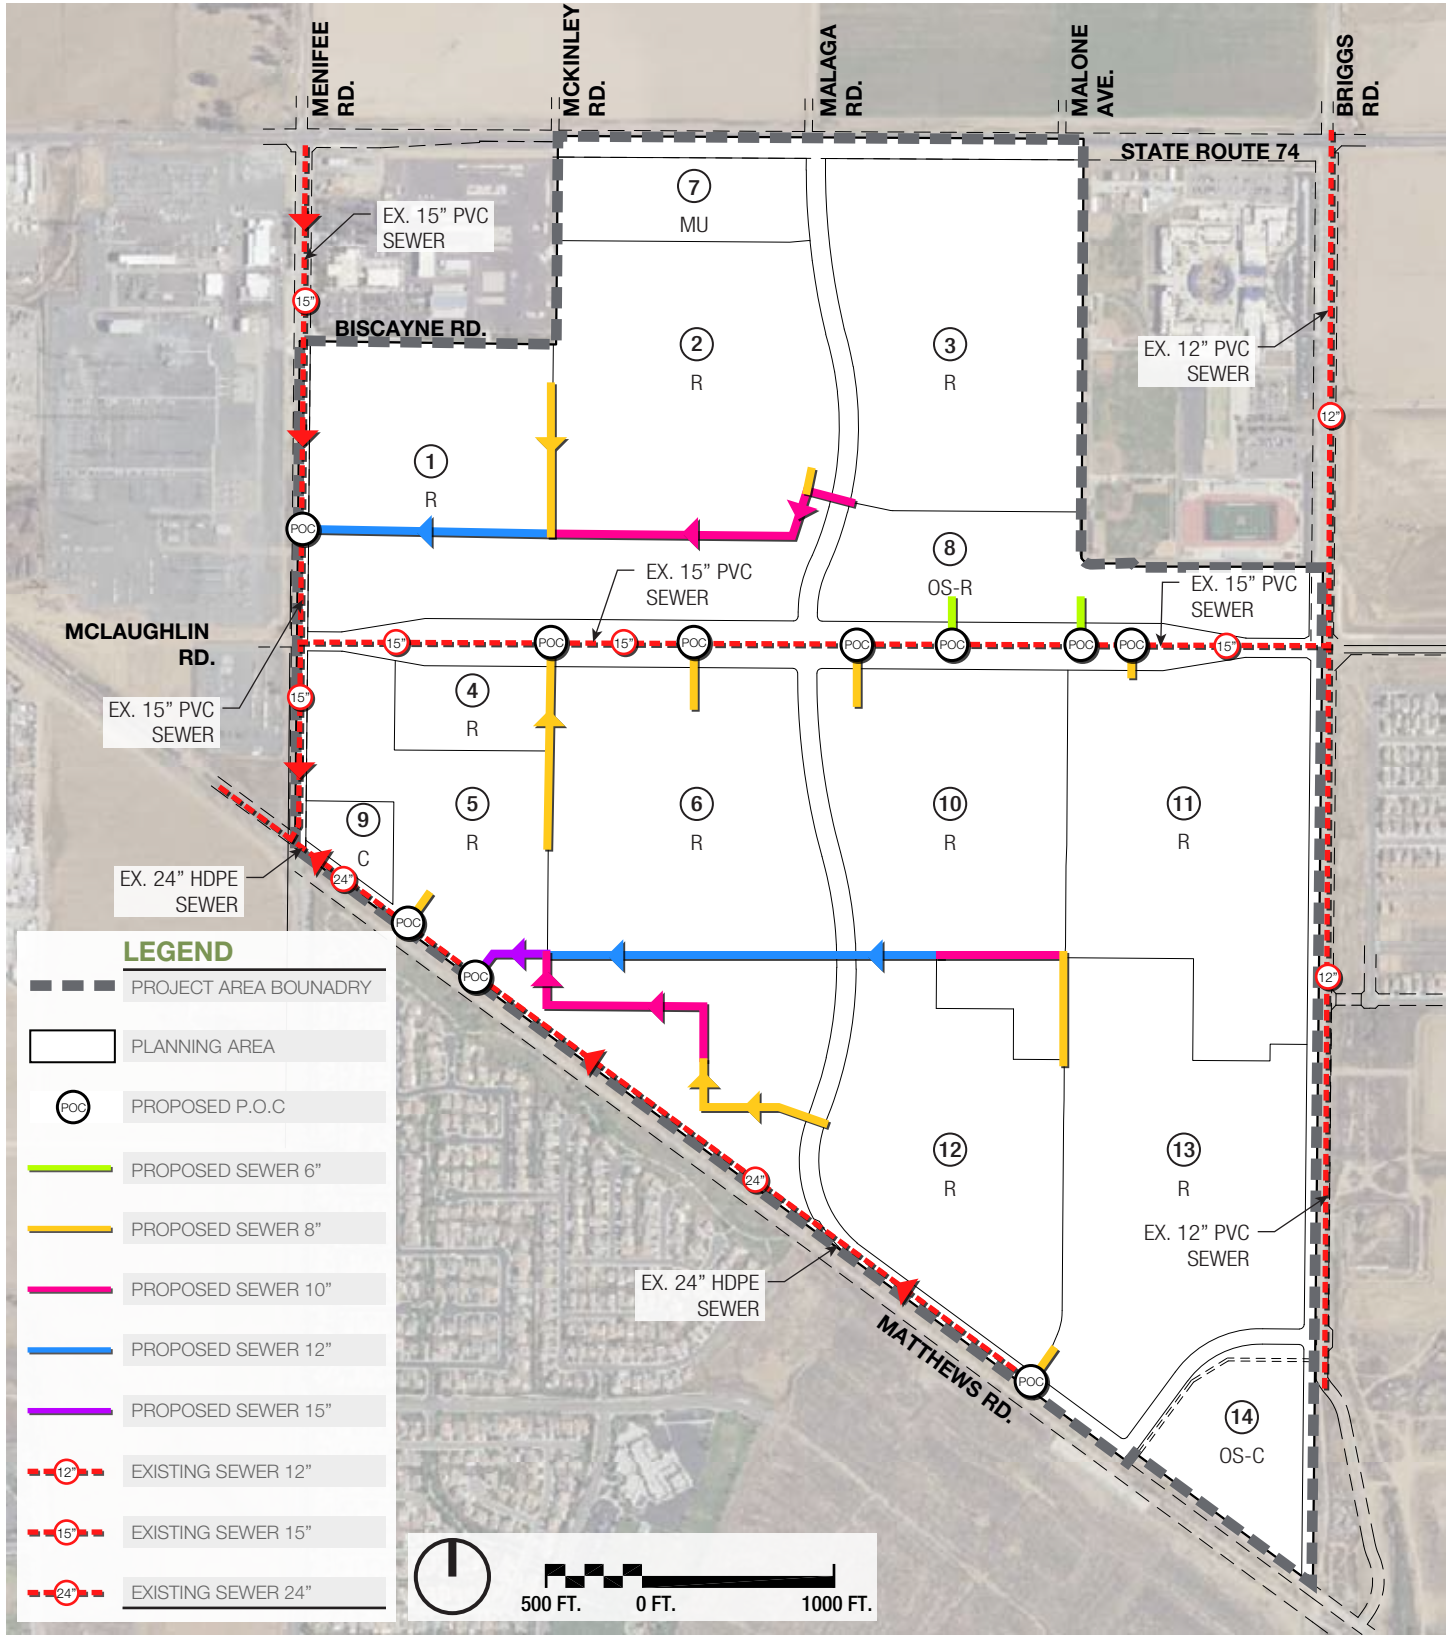 MENIFEE
RD.
MCKINLEY
RD.
MALAGA
RD.
MALONE
AVE.
BRIGGS
RD.
STATE ROUTE 74
7
MU
EX. 15” PVC
SEWER
15”
BISCAYNE RD.
2
R
3
R
EX. 12” PVC
SEWER
12”
1
R
POC
8
OS-R
EX. 15” PVC
SEWER
EX. 15” PVC
SEWER
MCLAUGHLIN
RD.
15”
POC
15”
POC
POC
POC
POC
POC
15”
EX. 15” PVC
SEWER
15”
4
R
9
C
5
R
6
R
10
R
11
R
EX. 24” HDPE
SEWER
24”
POC
POC
12”
12
R
13
R
24”
EX. 12” PVC
SEWER
EX. 24” HDPE
SEWER
MATTHEWS RD.
POC
14
OS-C
LEGEND
PROJECT AREA BOUNADRY
PLANNING AREA
POC PROPOSED P.O.C
PROPOSED SEWER 6”
PROPOSED SEWER 8”
PROPOSED SEWER 10”
PROPOSED SEWER 12”
PROPOSED SEWER 15”
12” EXISTING SEWER 12”
15” EXISTING SEWER 15”
24” EXISTING SEWER 24”
500 FT. 0 FT. 1000 FT.